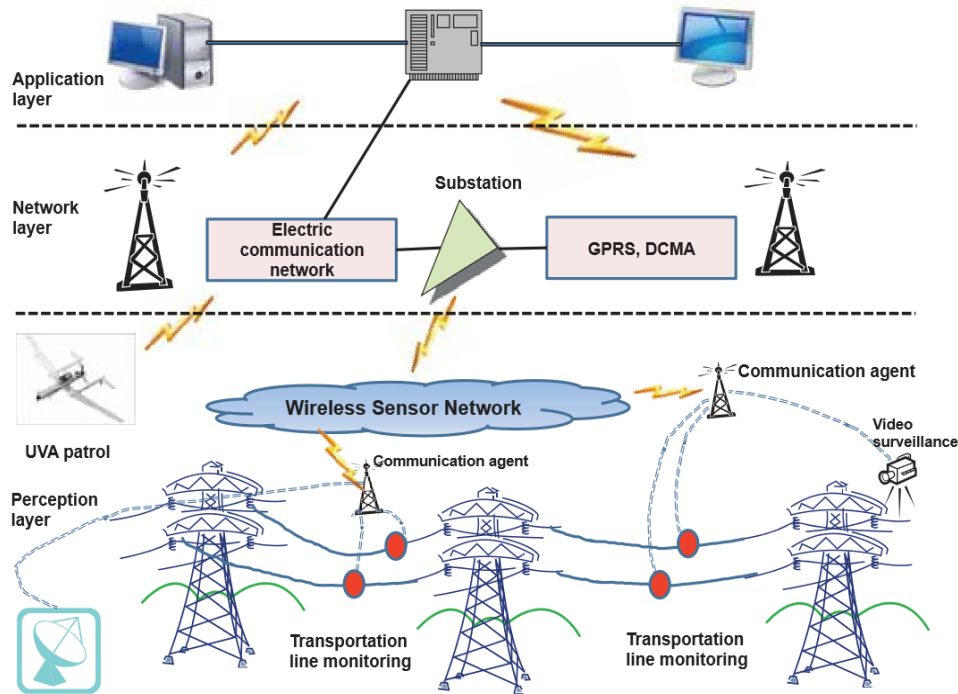 Application
layer
Substation
Network
layer
Electric
communication
network
GPRS, DCMA
Wireless Sensor Network
Communication agent
Video
surveillance
UVA patrol
Communication agent
Perception
layer
Transportation
line monitoring
Transportation
line monitoring